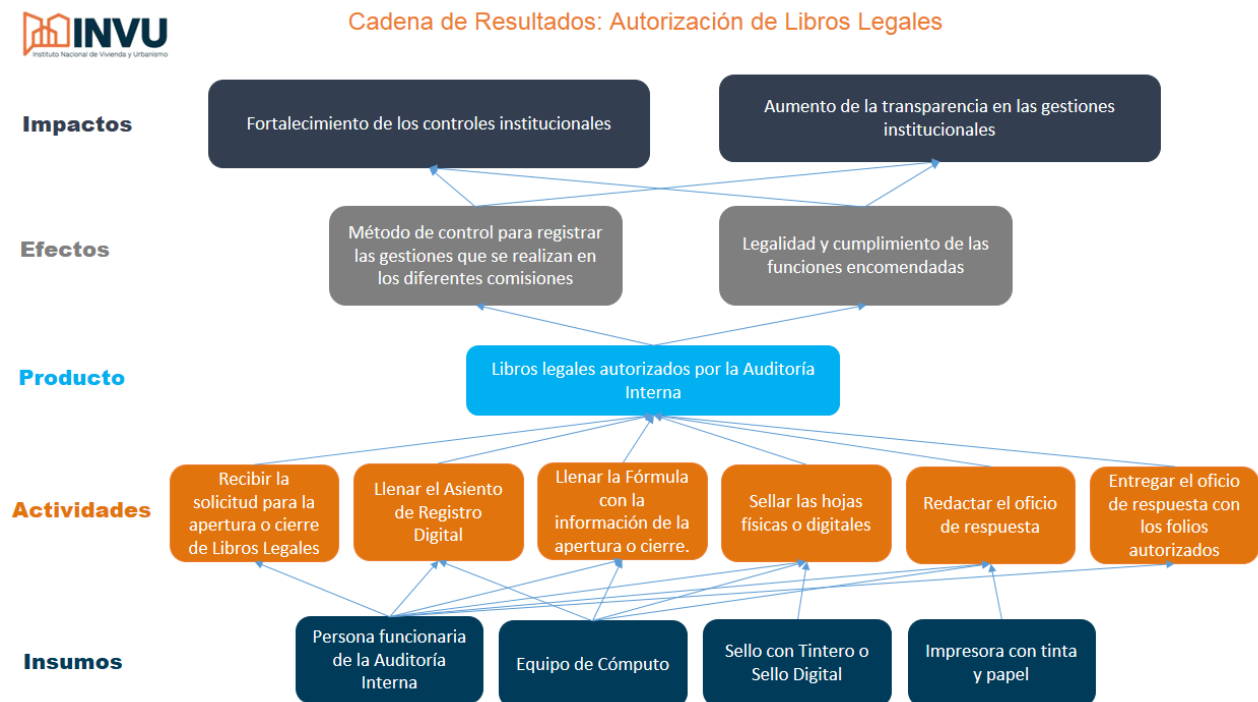 INVU
Instituto Nacional de Vivienda y Urbanismo
Cadena de Resultados: Autorización de Libros Legales
Impactos
Fortalecimiento de los controles institucionales
Aumento de la transparencia en las gestiones
institucionales
Efectos
Método de control para registrar
las gestiones que se realizan en
los diferentes comisiones
Legalidad y cumplimiento de las
funciones encomendadas
Producto
Libros legales autorizados por la Auditoría
Interna
Actividades
Recibir la
solicitud para la
apertura o cierre
de Libros Legales
Llenar el Asiento
de Registro
Digital
Llenar la Fórmula
con la
información de la
apertura o cierre.
Sellar las hojas
físicas o digitales
Redactar el oficio
de respuesta
Entregar el oficio
de respuesta con
los folios
autorizados
Insumos
Persona funcionaria
de la Auditoría
Interna
Equipo de Cómputo
Sello con Tintero o
Sello Digital
Impresora con tinta
y papel